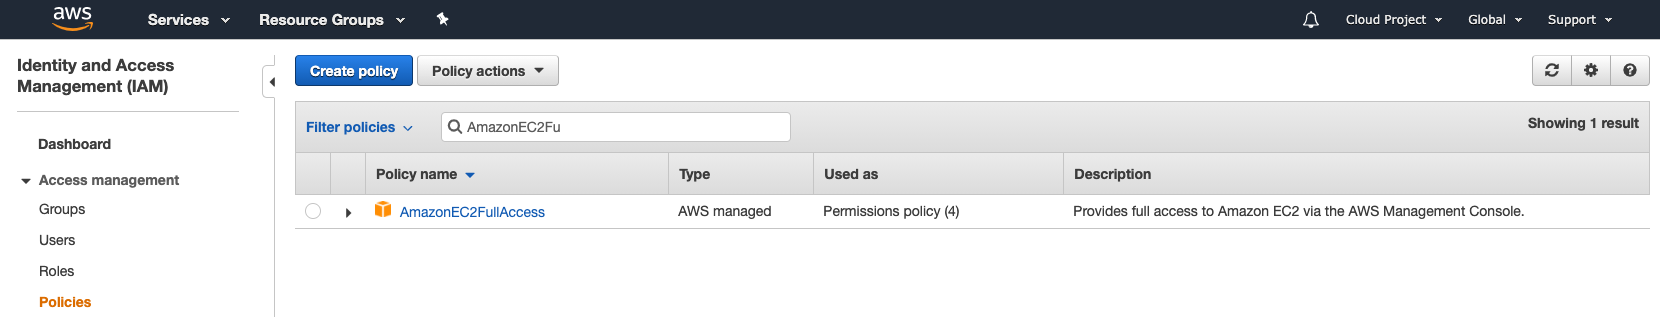 aws Services Resource Groups Cloud Project Global Support
Identity and Access
Management (IAM)
Dashboard
Access management
Groups
Users
Roles
Policies
Create policy Policy actions
Filter policies AmazonEC2Fu Showing 1 result
Policy name Type Used as Description
AmazonEC2FullAccess AWS managed Permissions policy (4) Provides full access to Amazon EC2 via the AWS Management Console.